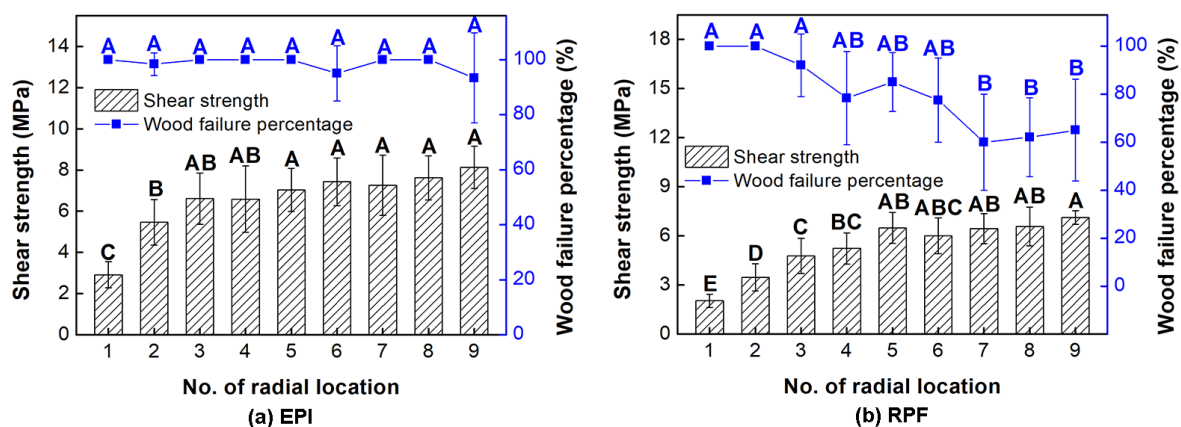 14
12
10
8
6
4
2
0
Shear strength (MPa)
A A A A A A A A A
Shear strength
Wood failure percentage
C B AB AB A A A A A
100
80
60
40
20
0
Wood failure percentage (%)
1 2 3 4 5 6 7 8 9
No. of radial location
(a) EPI
18
15
12
9
6
3
0
Shear strength (MPa)
A A A AB AB AB B B B
Shear strength
Wood failure percentage
E D C BC AB ABC AB AB A
100
80
60
40
20
0
Wood failure percentage (%)
1 2 3 4 5 6 7 8 9
No. of radial location
(b) RPF